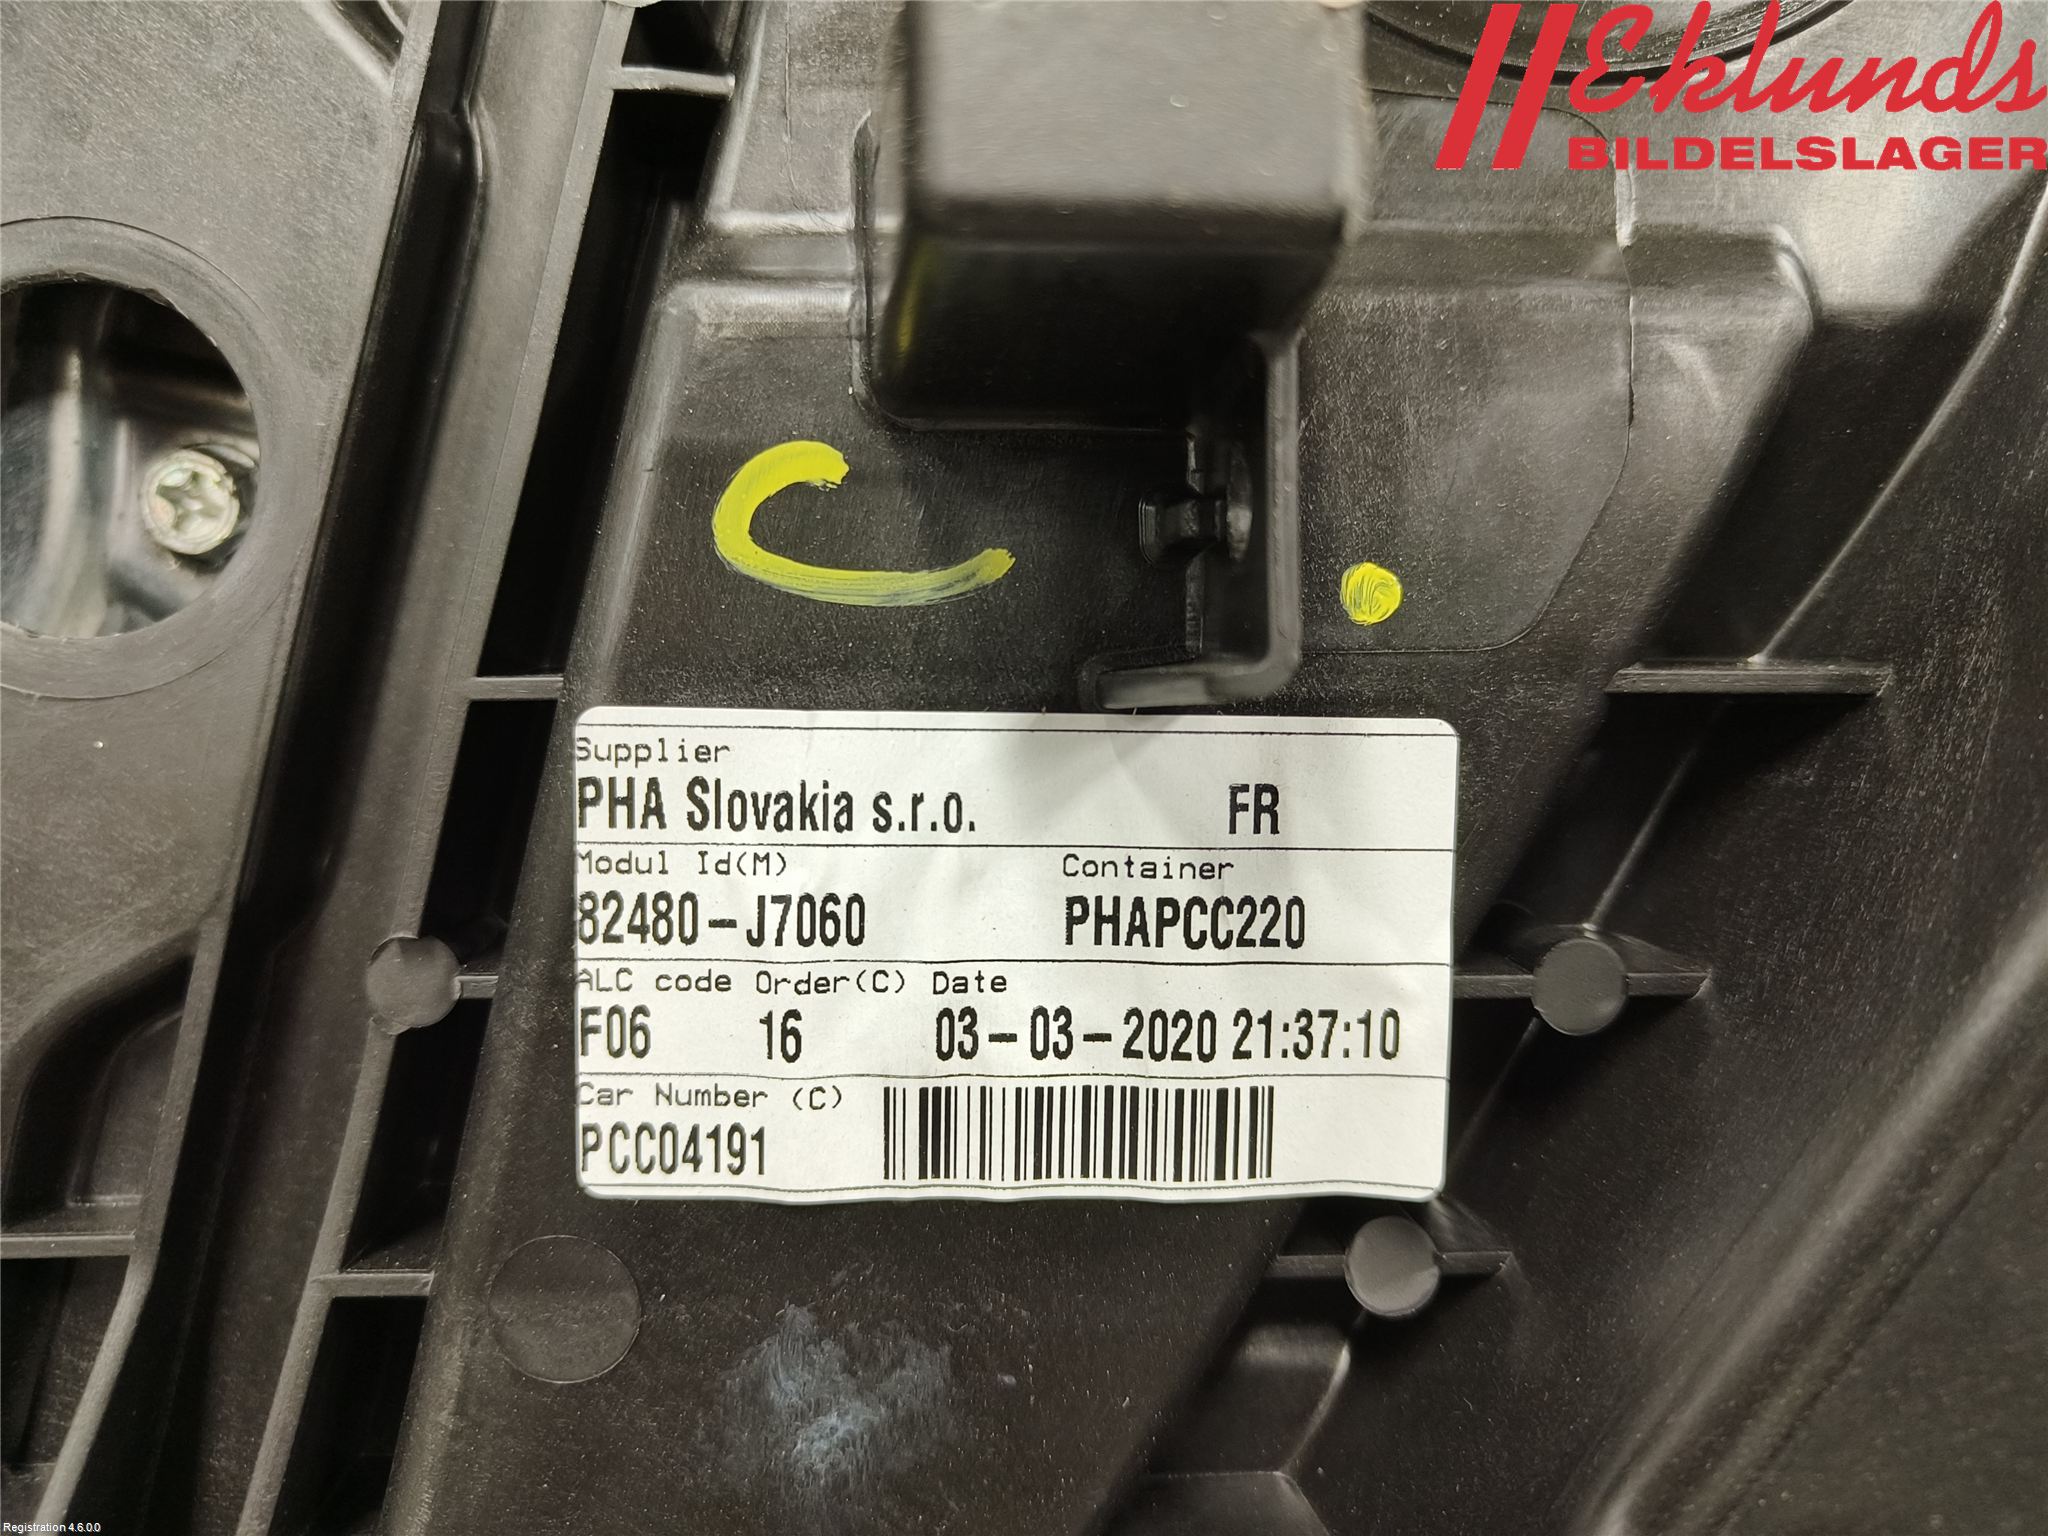 Eklunds
BILDELSLAGER
C
Supplier
PHA Slovakia s.r.o. FR
Modul Id(M) Container
82480-J7060 PHAPCC220
ALC code Order(C) Date
F06 16 03-03-2020 21:37:10
Car Number (C)
PCC04191
Registration 4.6.0.0